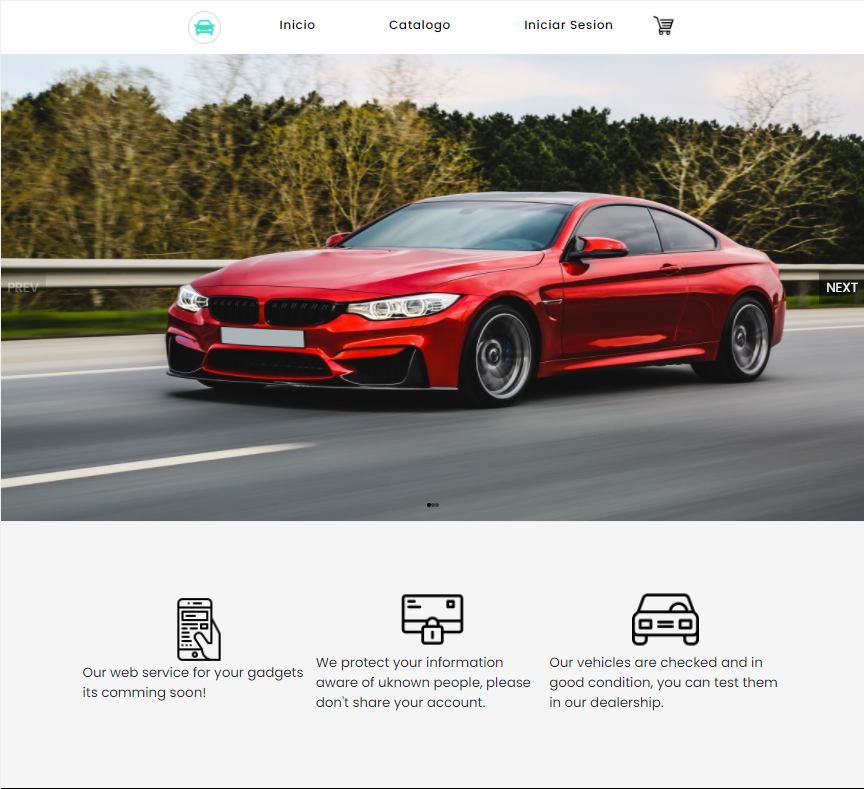 Inicio
Catalogo
Iniciar Sesion
PREV
NEXT
Our web service for your gadgets
its comming soon!
We protect your information
aware of uknown people, please
don't share your account.
Our vehicles are checked and in
good condition, you can test them
in our dealership.